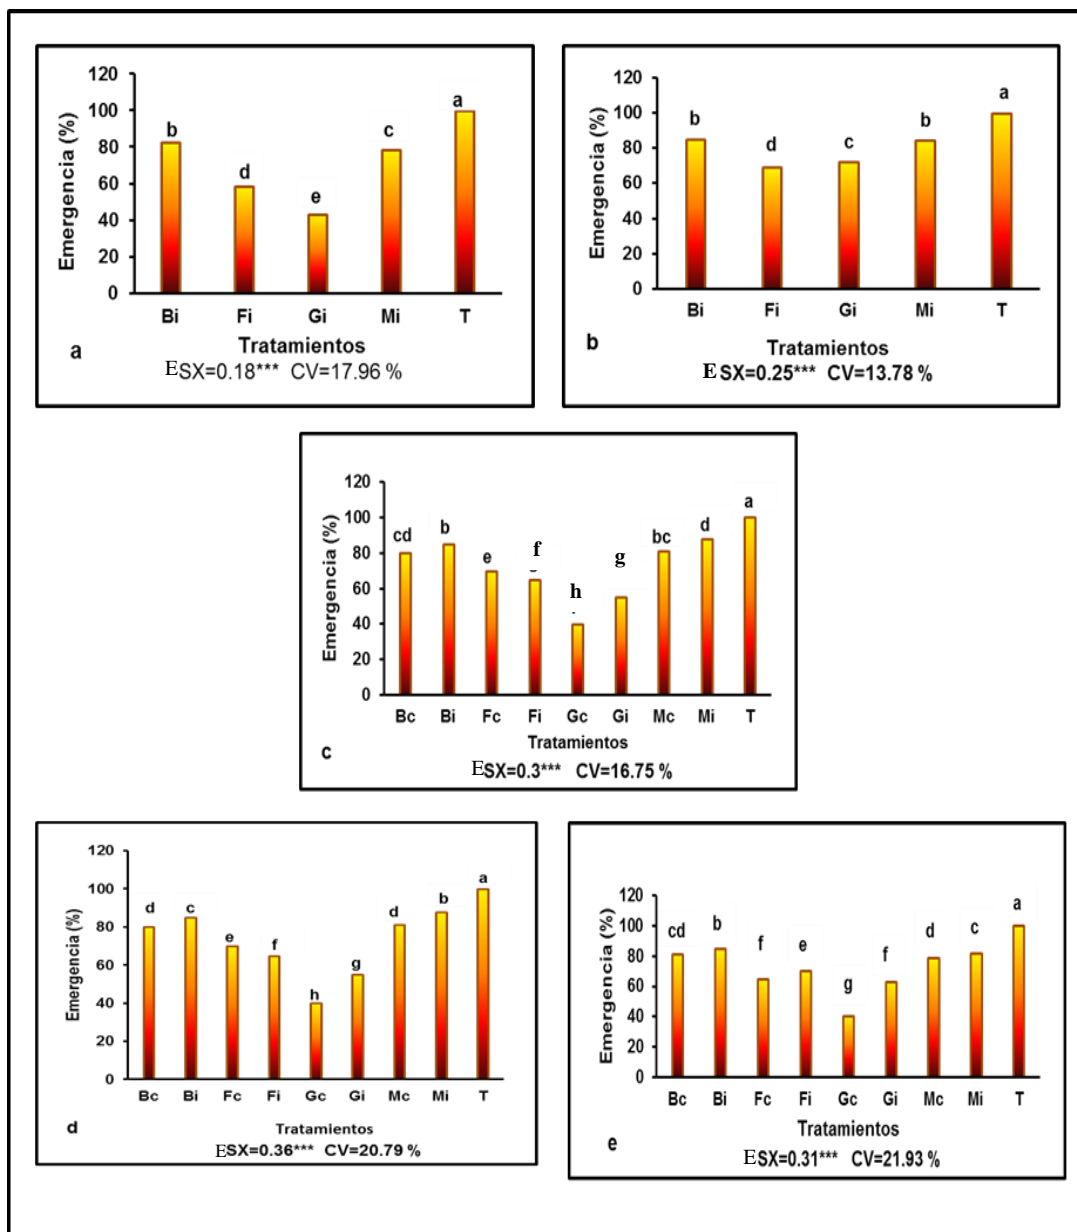 120
100
80
60
40
20
0
Emergencia (%)
b
d
e
c
a
Bi Fi Gi Mi T
Tratamientos
a
ESX=0.18*** CV=17.96 %
120
100
80
60
40
20
0
Emergencia (%)
b
d
c
b
a
Bi Fi Gi Mi T
Tratamientos
b
E SX=0.25*** CV=13.78 %
120
100
80
60
40
20
0
Emergencia (%)
cd
b
e
f
h
g
bc
d
a
Bc Bi Fc Fi Gc Gi Mc Mi T
Tratamientos
c
ESX=0.3*** CV=16.75 %
120
100
80
60
40
20
0
Emergencia (%)
d
c
e
f
h
g
d
b
a
Bc Bi Fc Fi Gc Gi Mc Mi T
Tratamientos
d
ESX=0.36*** CV=20.79 %
120
100
80
60
40
20
0
Emergencia (%)
cd
b
f
e
g
f
d
c
a
Bc Bi Fc Fi Gc Gi Mc Mi T
Tratamientos
e
ESX=0.31*** CV=21.93 %